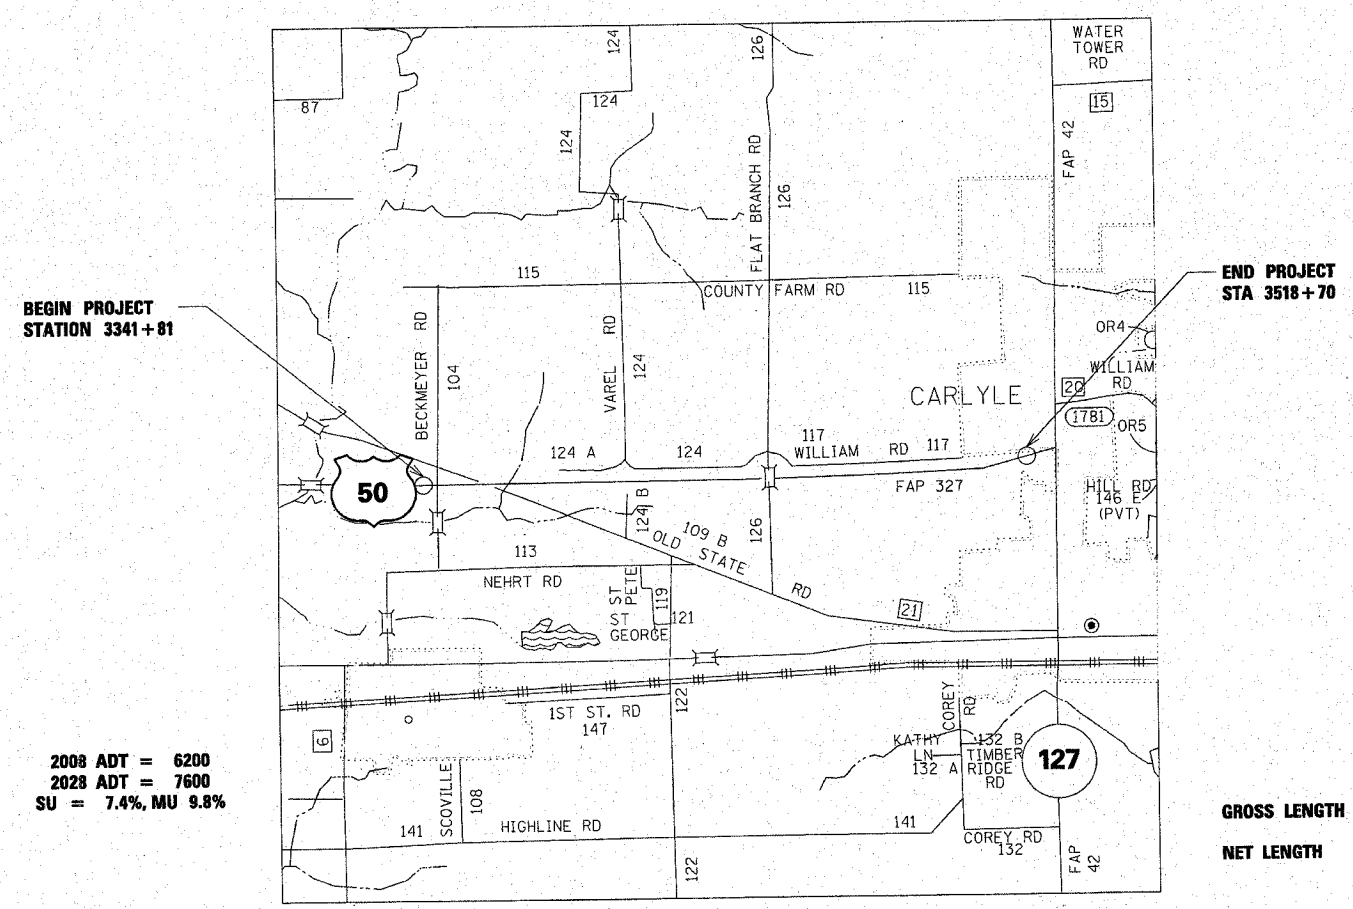 WATER
TOWER
RD
124
126
87
124
15
124
FAP 42
FLAT BRANCH RD
126
115
COUNTY FARM RD
115
END PROJECT
STA 3518+70
BEGIN PROJECT
STATION 3341+81
BECKMEYER RD
104
VAREL RD
124
OR4
WILLIAM
RD
20
CARLYLE
1781
OR5
117
WILLIAM RD 117
124 A
124
50
FAP 327
HILL RD
146 E
(PVT)
124 B
126
109 B
OLD STATE RD
113
NEHRT RD
ST PETE
119
121
ST
GEORGE
21
122
1ST ST. RD
147
6
COREY RD
KATHY
LN
132 A
132 B
TIMBER
RIDGE
RD
127
2008 ADT = 6200
2028 ADT = 7600
SU = 7.4%, MU 9.8%
SCOVILLE
108
141
HIGHLINE RD
141
COREY RD
132
122
FAP 42
GROSS LENGTH
NET LENGTH